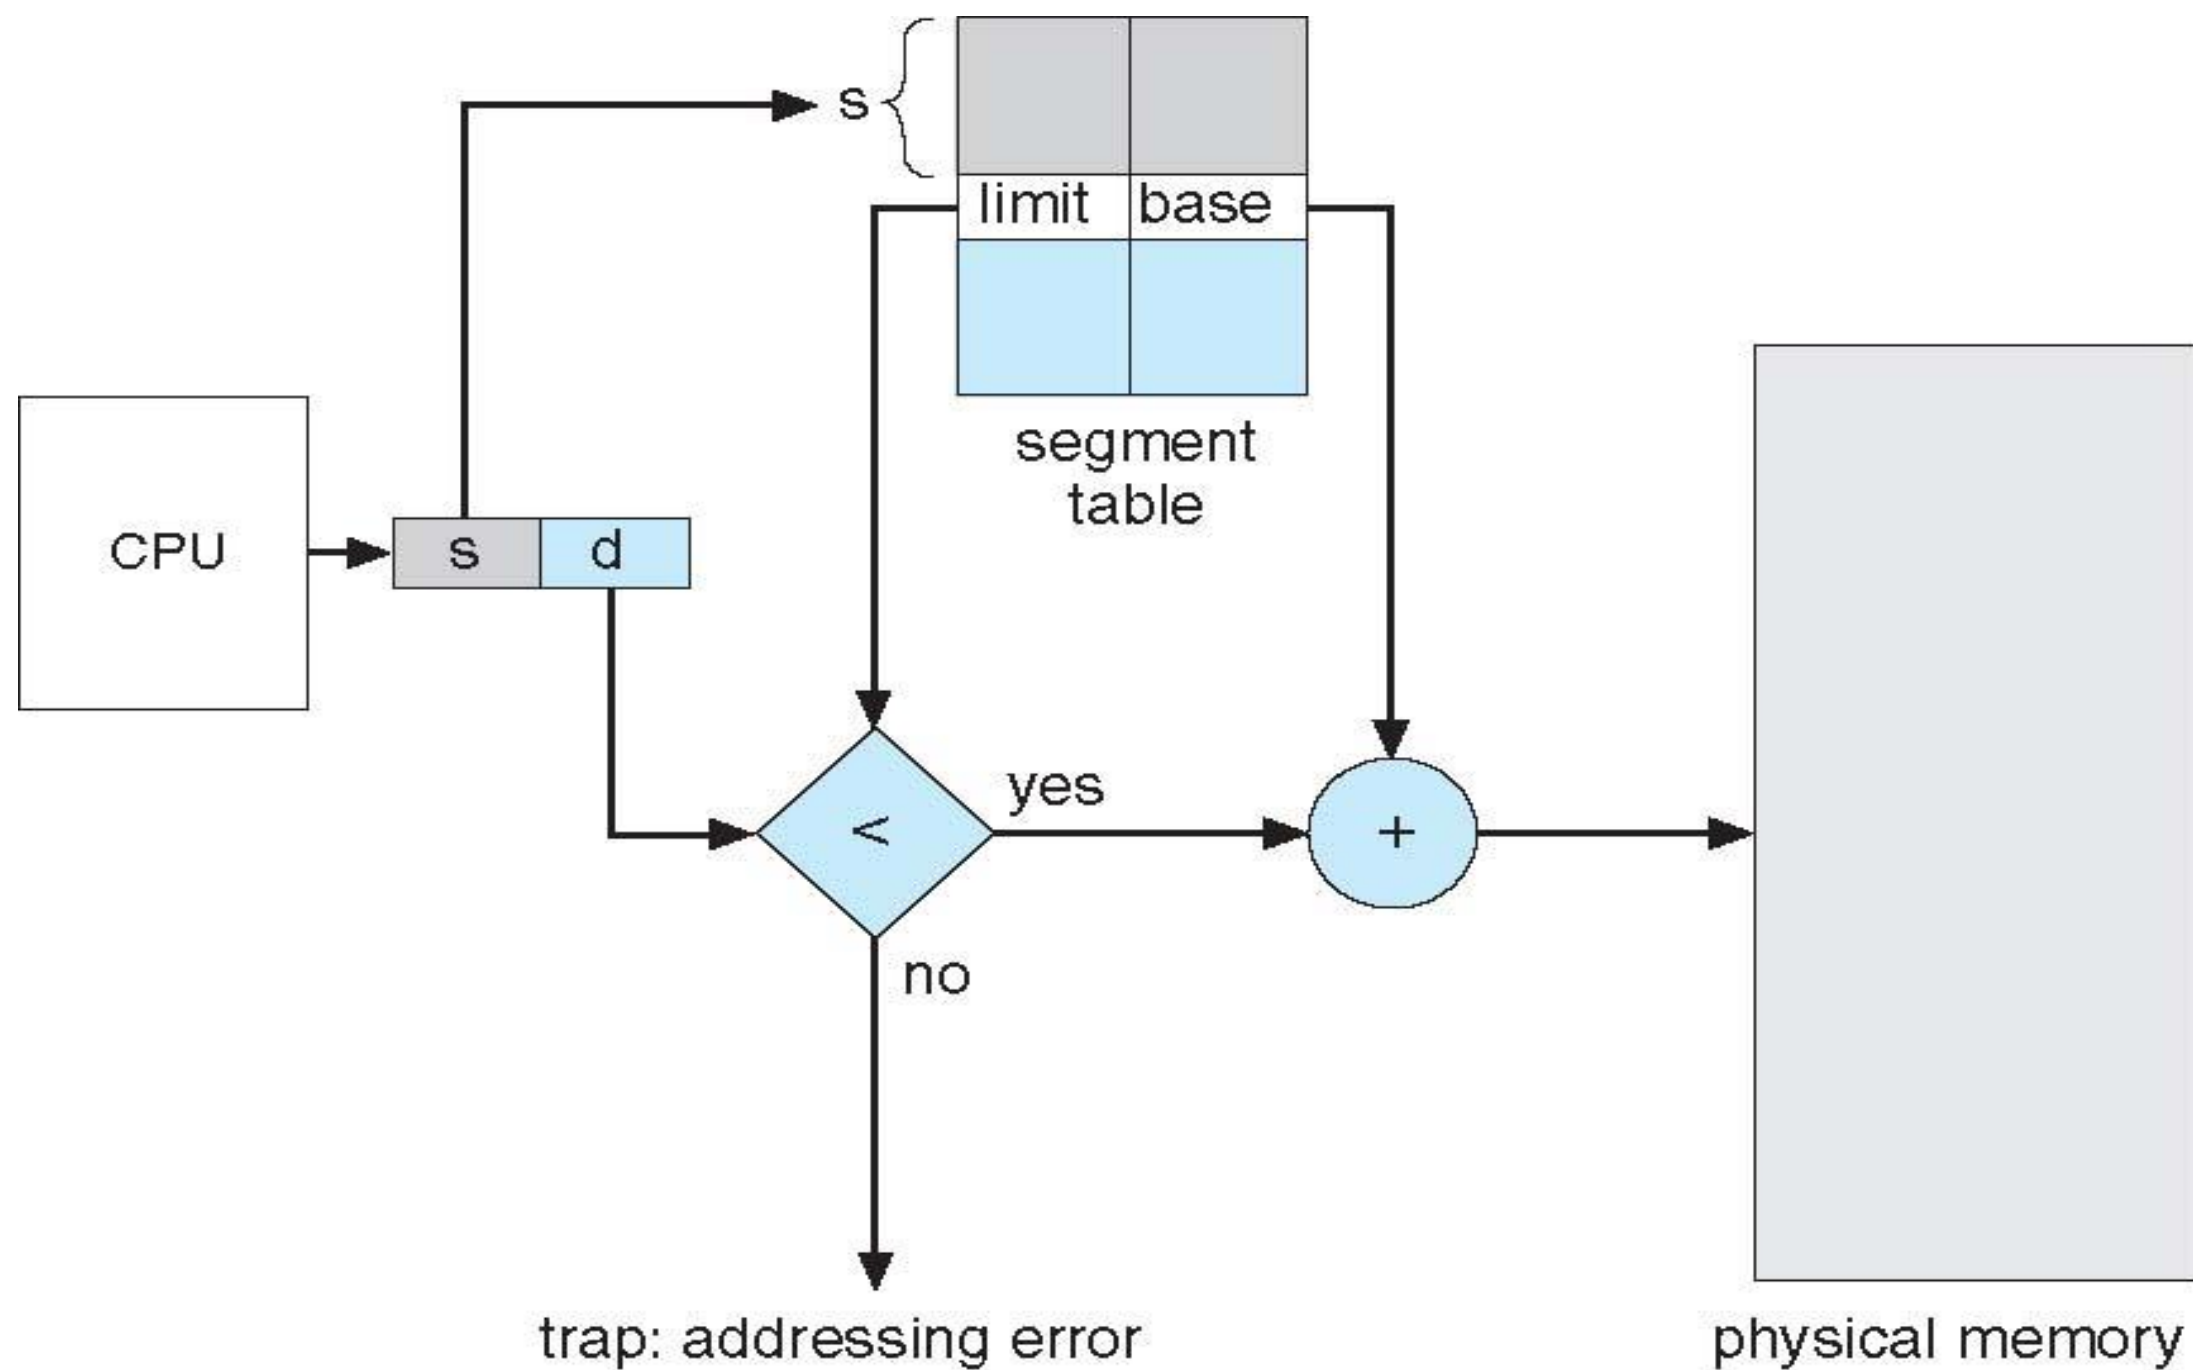 s
limit base
segment
table
CPU
s d
yes
<
+
no
trap: addressing error
physical memory